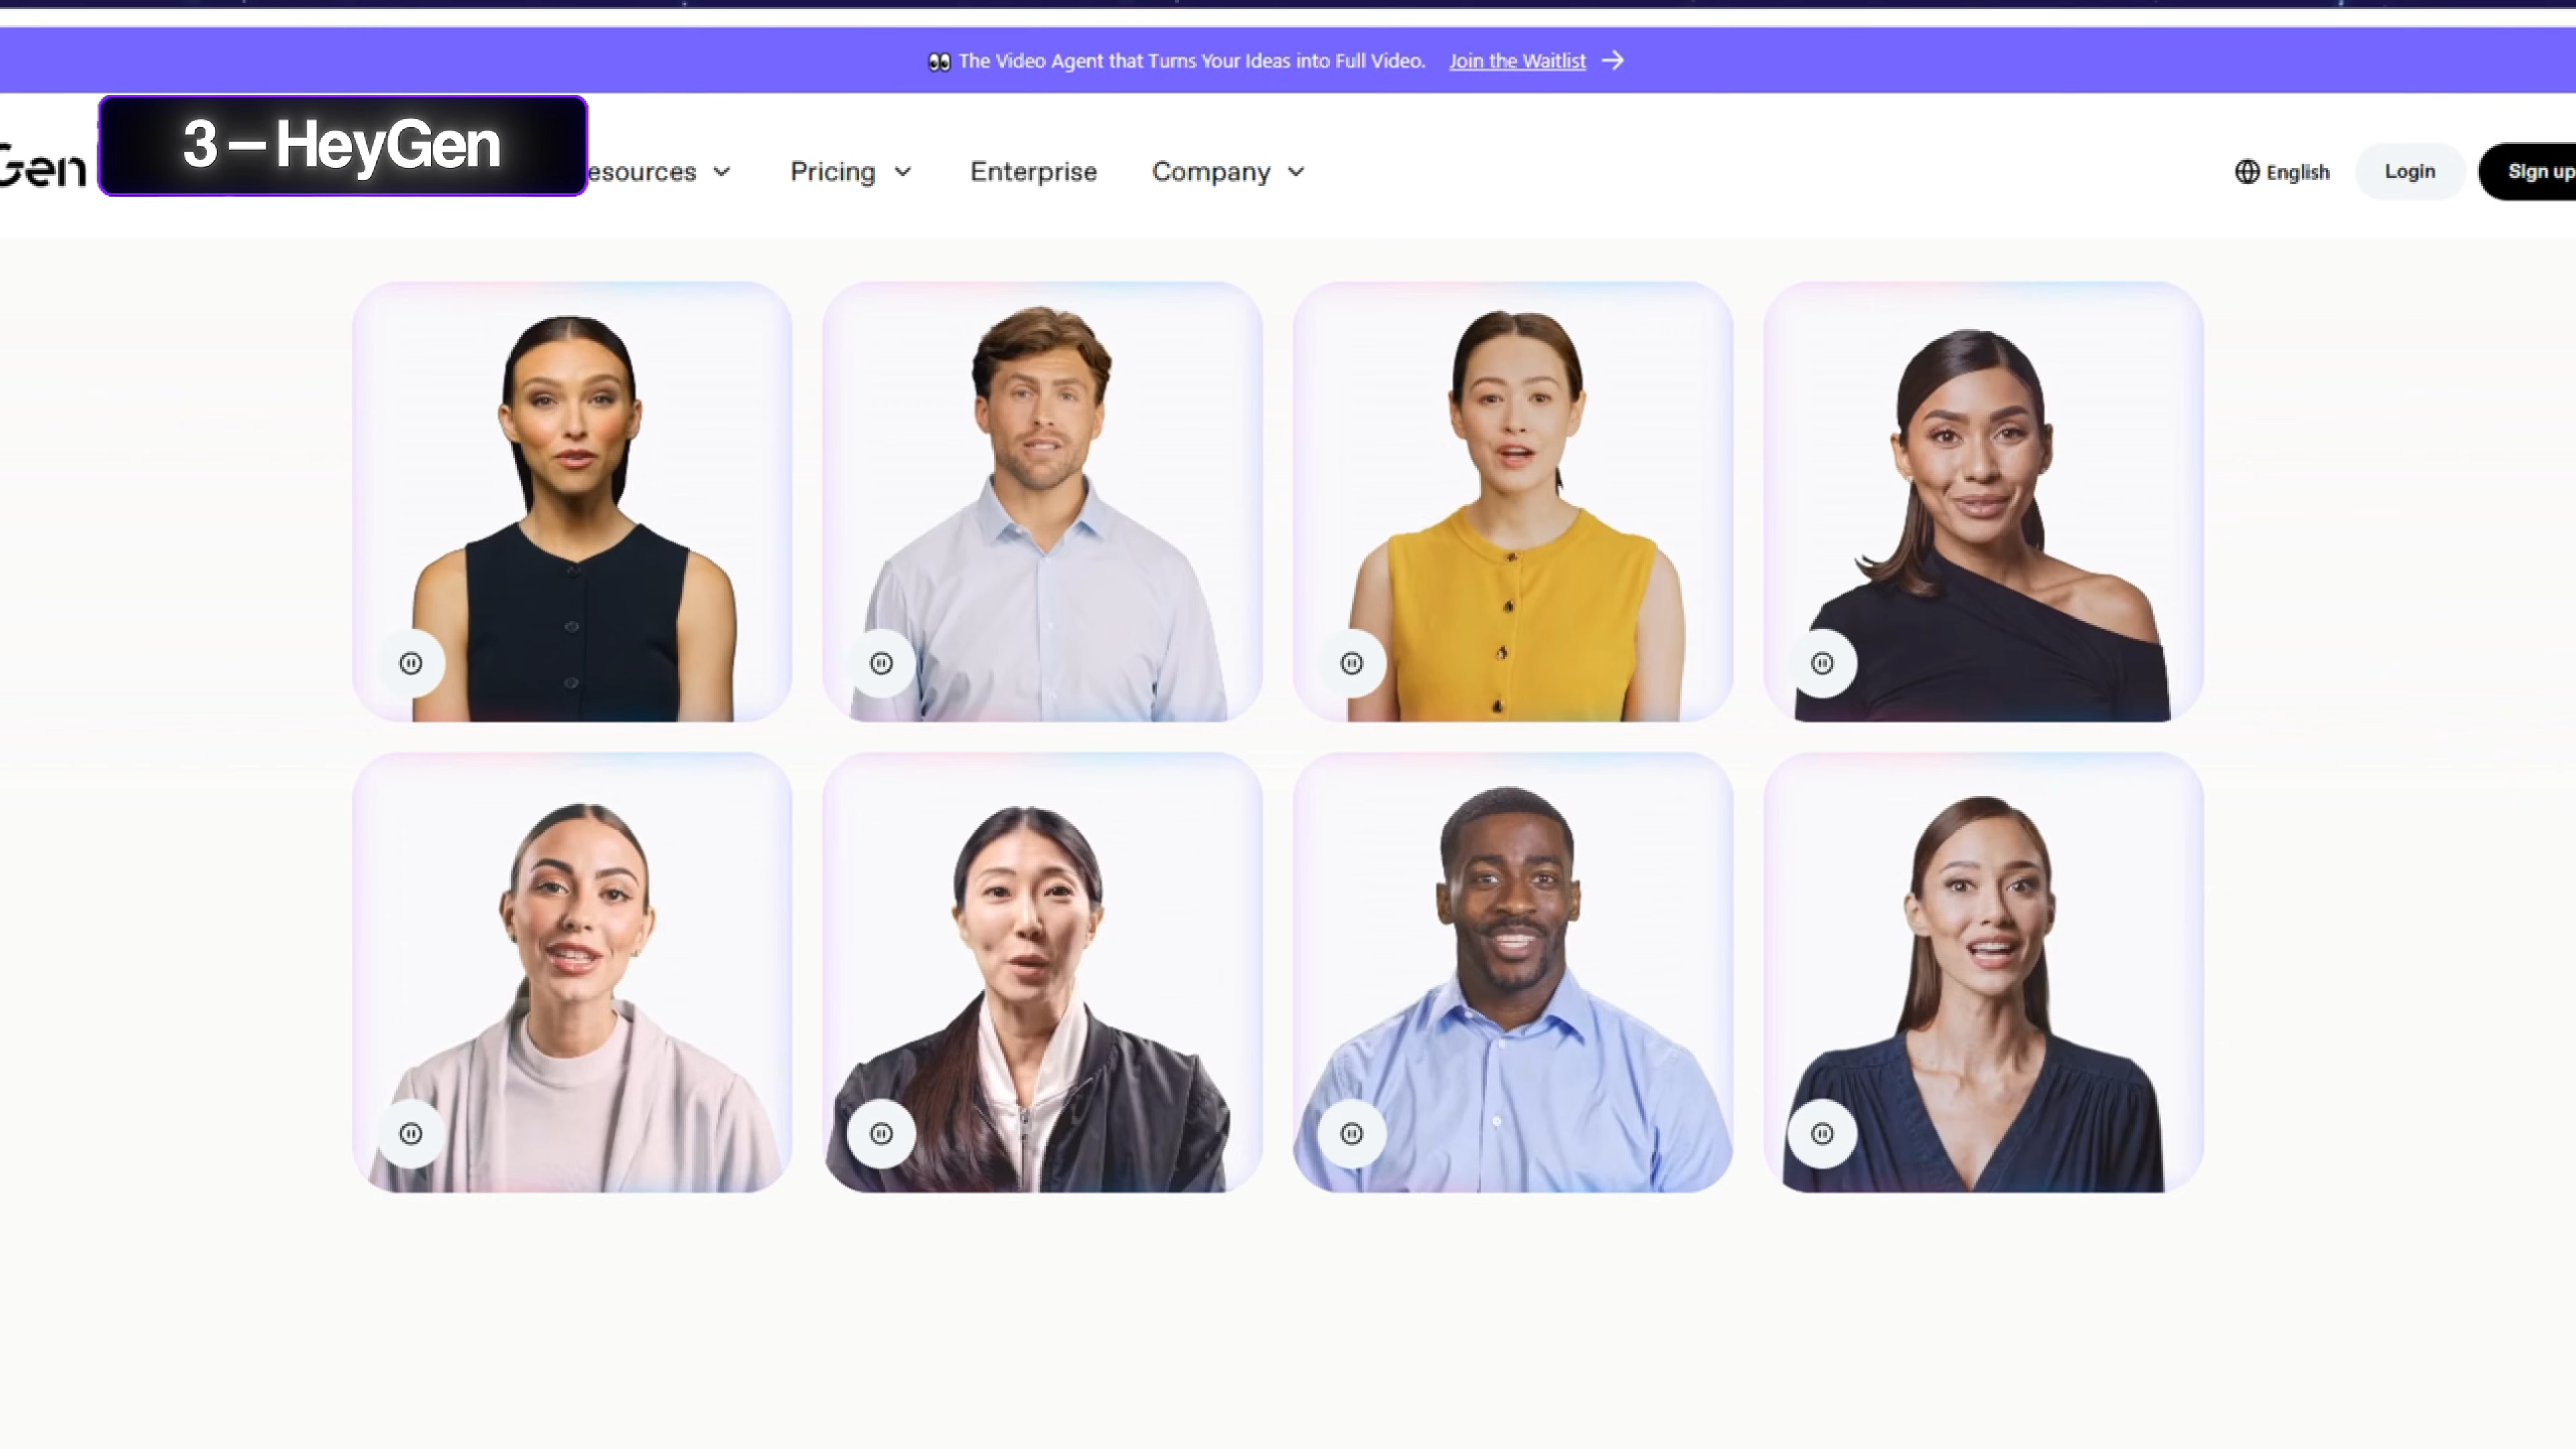 👀 The Video Agent that Turns Your Ideas into Full Video. Join the Waitlist →
3 – HeyGen
Gen esources Pricing Enterprise Company English Login Sign up